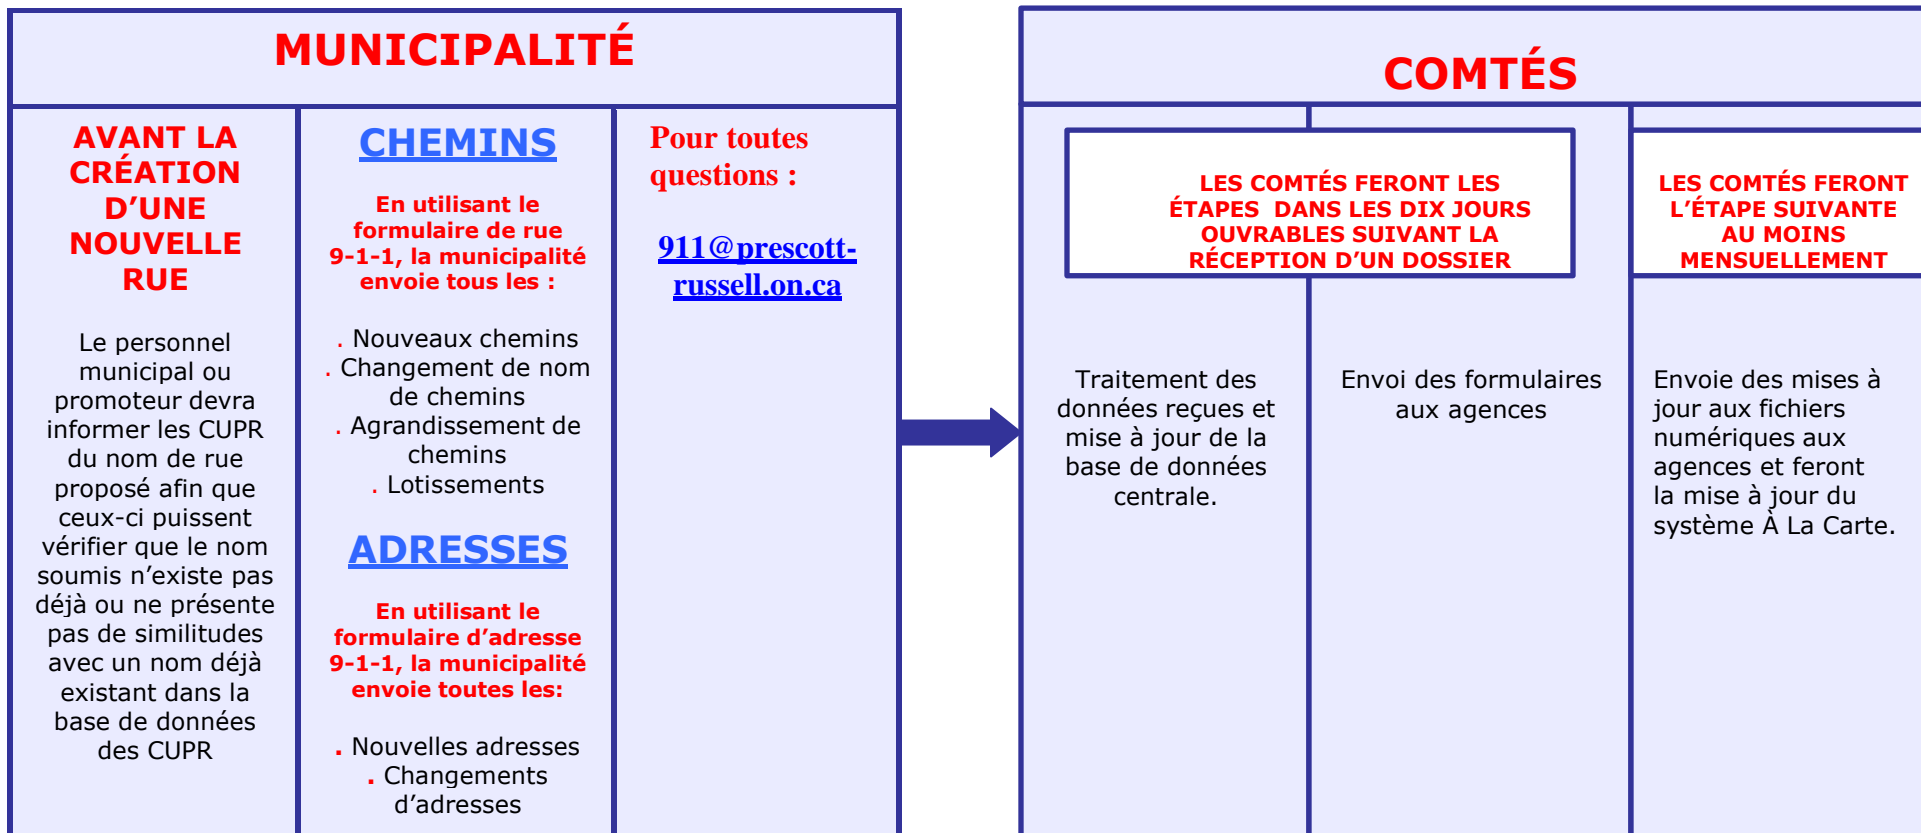 MUNICIPALITÉ
AVANT LA
CRÉATION
D’UNE
NOUVELLE
RUE
Le personnel
municipal ou
promoteur devra
informer les CUPR
du nom de rue
proposé afin que
ceux-ci puissent
vérifier que le nom
soumis n’existe pas
déjà ou ne présente
pas de similitudes
avec un nom déjà
existant dans la
base de données
des CUPR
CHEMINS
En utilisant le
formulaire de rue
9-1-1, la municipalité
envoie tous les :
. Nouveaux chemins
. Changement de nom
de chemins
. Agrandissement de
chemins
. Lotissements
ADRESSES
En utilisant le
formulaire d’adresse
9-1-1, la municipalité
envoie toutes les:
. Nouvelles adresses
. Changements
d’adresses
Pour toutes
questions :
911@prescott-
russell.on.ca
COMTÉS
LES COMTÉS FERONT LES
ÉTAPES DANS LES DIX JOURS
OUVRABLES SUIVANT LA
RÉCEPTION D’UN DOSSIER
Traitement des
données reçues et
mise à jour de la
base de données
centrale.
Envoi des formulaires
aux agences
LES COMTÉS FERONT
L’ÉTAPE SUIVANTE
AU MOINS
MENSUELLEMENT
Envoie des mises à
jour aux fichiers
numériques aux
agences et feront
la mise à jour du
système À La Carte.